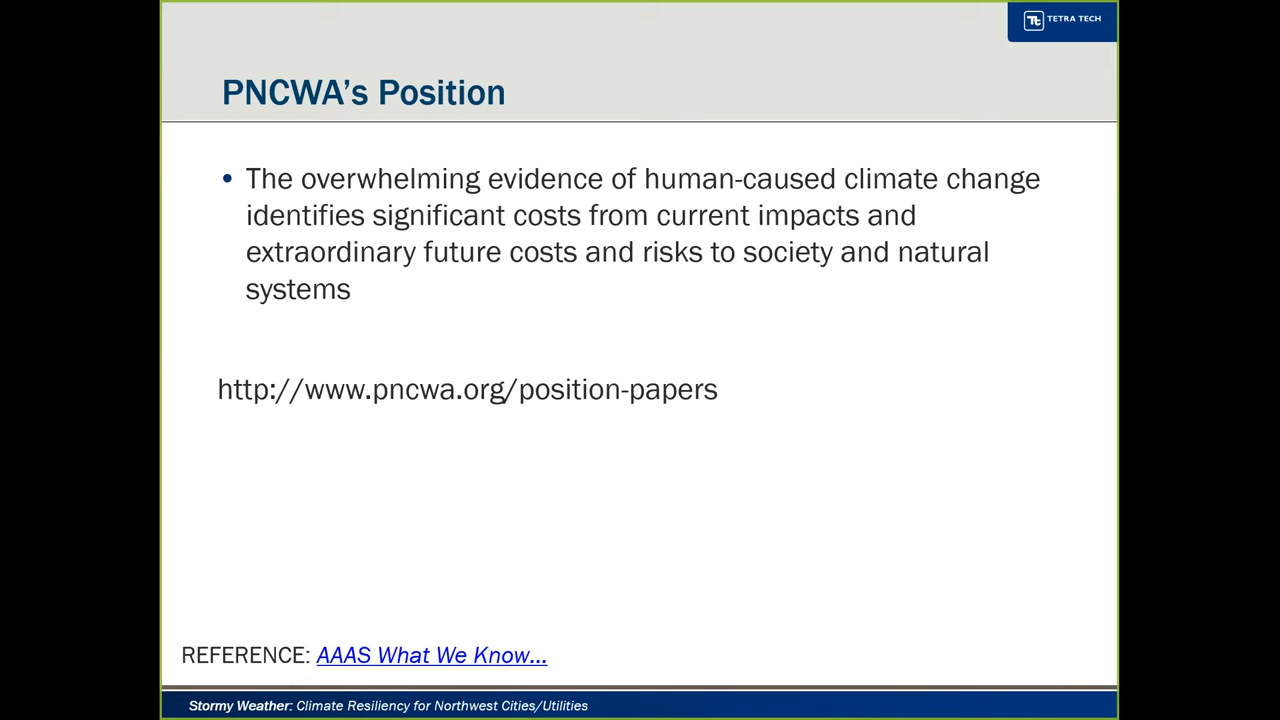 Tt TETRA TECH
PNCWA's Position
• The overwhelming evidence of human-caused climate change
identifies significant costs from current impacts and
extraordinary future costs and risks to society and natural
systems
http://www.pncwa.org/position-papers
REFERENCE: AAAS What We Know...
Stormy Weather: Climate Resiliency for Northwest Cities/Utilities